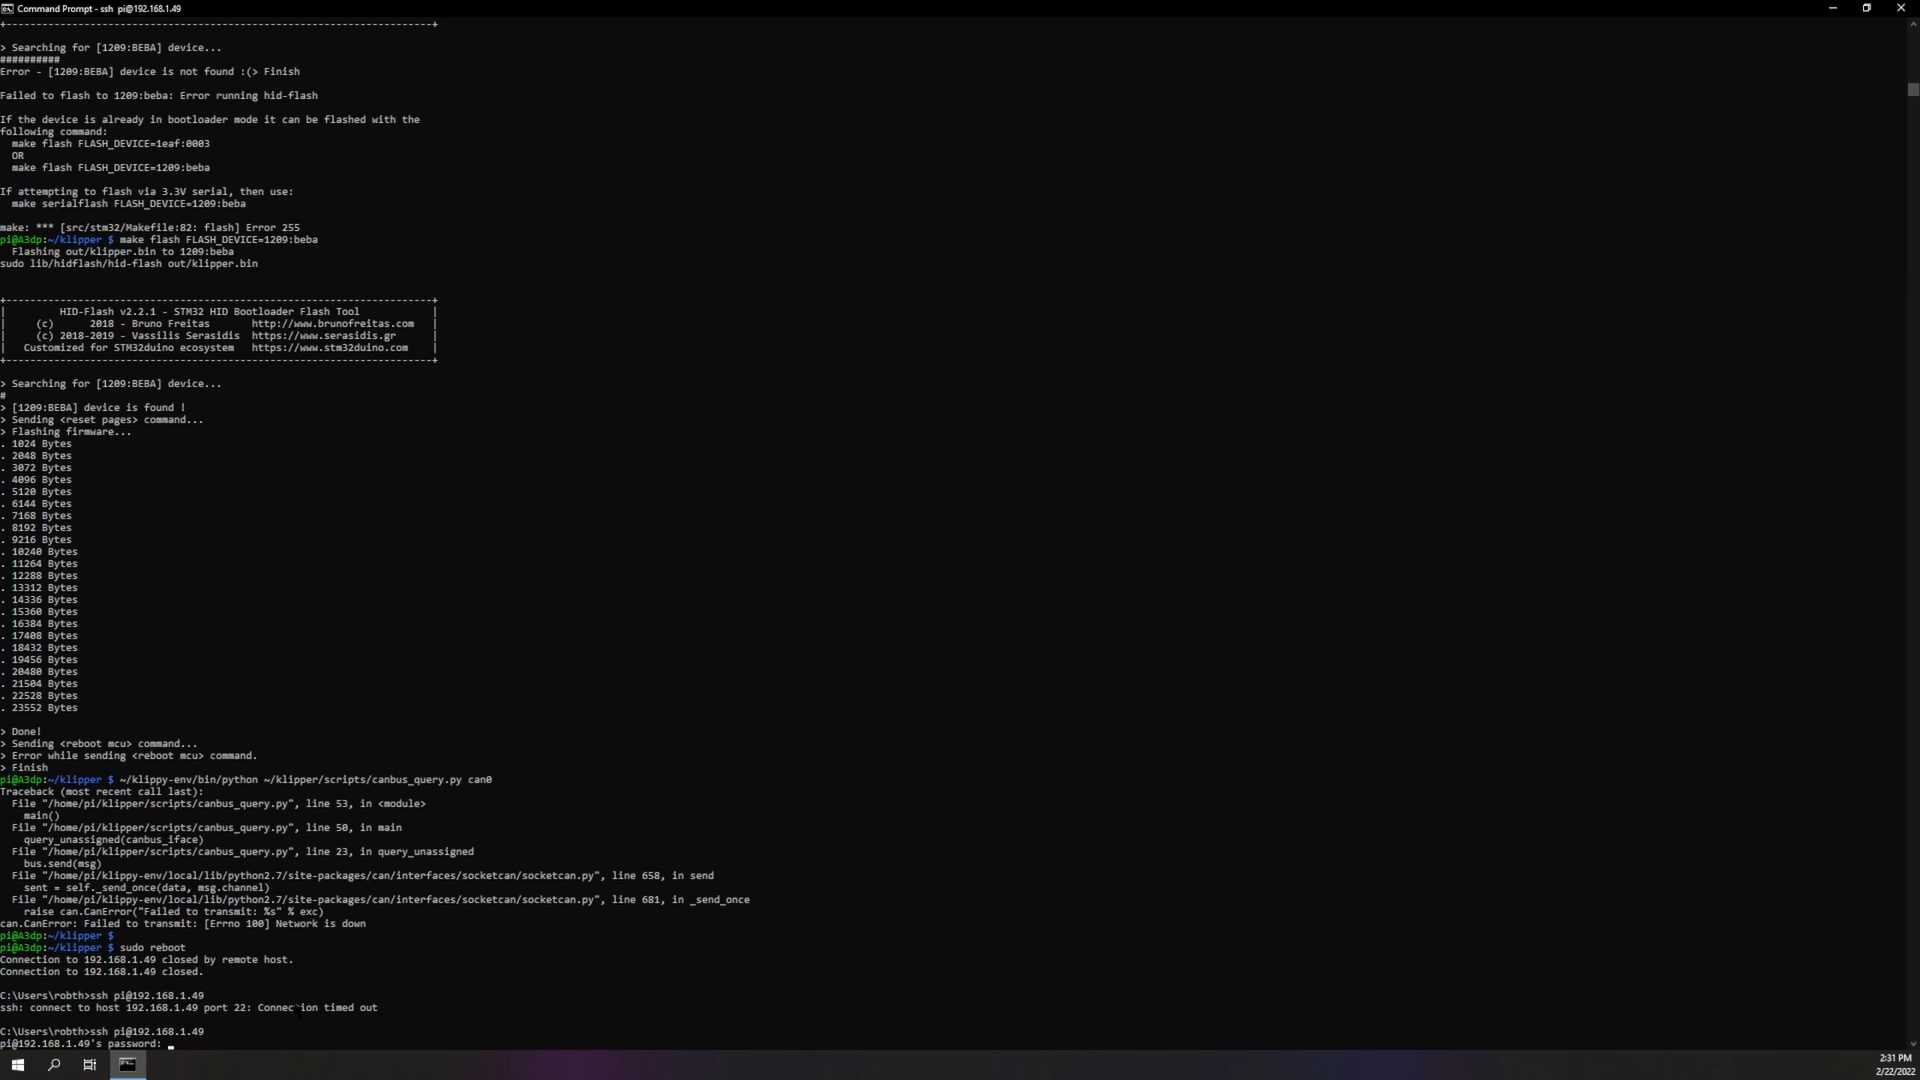 Command Prompt - ssh  pi@192.168.1.49
+-----------------------------------------------------------------------+
> Searching for [1209:BEBA] device...
##########
Error - [1209:BEBA] device is not found :(> Finish
Failed to flash to 1209:beba: Error running hid-flash
If the device is already in bootloader mode it can be flashed with the
following command:
  make flash FLASH_DEVICE=1eaf:0003
  OR
  make flash FLASH_DEVICE=1209:beba
If attempting to flash via 3.3V serial, then use:
  make serialflash FLASH_DEVICE=1209:beba
make: *** [src/stm32/Makefile:82: flash] Error 255
pi@A3dp:~/klipper $ make flash FLASH_DEVICE=1209:beba
  Flashing out/klipper.bin to 1209:beba
sudo lib/hidflash/hid-flash out/klipper.bin
+-----------------------------------------------------------------------+
|         HID-Flash v2.2.1 - STM32 HID Bootloader Flash Tool            |
|     (c)      2018 - Bruno Freitas       http://www.brunofreitas.com   |
|     (c) 2018-2019 - Vassilis Serasidis  https://www.serasidis.gr      |
|   Customized for STM32duino ecosystem   https://www.stm32duino.com    |
+-----------------------------------------------------------------------+
> Searching for [1209:BEBA] device...
#
> [1209:BEBA] device is found !
> Sending <reset pages> command...
> Flashing firmware...
. 1024 Bytes
. 2048 Bytes
. 3072 Bytes
. 4096 Bytes
. 5120 Bytes
. 6144 Bytes
. 7168 Bytes
. 8192 Bytes
. 9216 Bytes
. 10240 Bytes
. 11264 Bytes
. 12288 Bytes
. 13312 Bytes
. 14336 Bytes
. 15360 Bytes
. 16384 Bytes
. 17408 Bytes
. 18432 Bytes
. 19456 Bytes
. 20480 Bytes
. 21504 Bytes
. 22528 Bytes
. 23552 Bytes
> Done!
> Sending <reboot mcu> command...
> Error while sending <reboot mcu> command.
> Finish
pi@A3dp:~/klipper $ ~/klippy-env/bin/python ~/klipper/scripts/canbus_query.py can0
Traceback (most recent call last):
  File "/home/pi/klipper/scripts/canbus_query.py", line 53, in <module>
    main()
  File "/home/pi/klipper/scripts/canbus_query.py", line 50, in main
    query_unassigned(canbus_iface)
  File "/home/pi/klipper/scripts/canbus_query.py", line 23, in query_unassigned
    bus.send(msg)
  File "/home/pi/klippy-env/local/lib/python2.7/site-packages/can/interfaces/socketcan/socketcan.py", line 658, in send
    sent = self._send_once(data, msg.channel)
  File "/home/pi/klippy-env/local/lib/python2.7/site-packages/can/interfaces/socketcan/socketcan.py", line 681, in _send_once
    raise can.CanError("Failed to transmit: %s" % exc)
can.CanError: Failed to transmit: [Errno 100] Network is down
pi@A3dp:~/klipper $
pi@A3dp:~/klipper $ sudo reboot
Connection to 192.168.1.49 closed by remote host.
Connection to 192.168.1.49 closed.
C:\Users\robth>ssh pi@192.168.1.49
ssh: connect to host 192.168.1.49 port 22: Connection timed out
C:\Users\robth>ssh pi@192.168.1.49
pi@192.168.1.49's password:
2:31 PM
2/22/2022